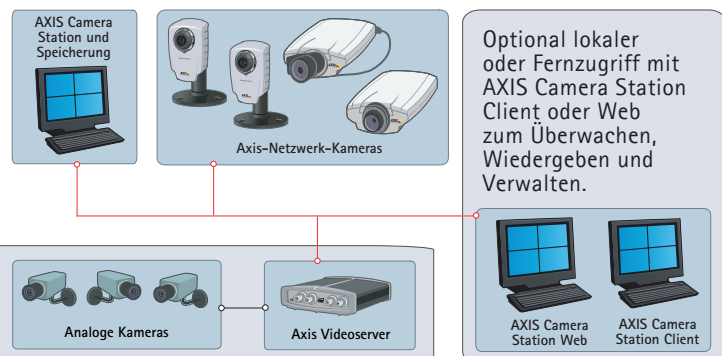 AXIS Camera
Station und
Speicherung
Axis-Netzwerk-Kameras
Optional lokaler
oder Fernzugriff mit
AXIS Camera Station
Client oder Web
zum Überwachen,
Wiedergeben und
Verwalten.
Analoge Kameras
Axis Videoserver
AXIS Camera
Station Web
AXIS Camera
Station Client